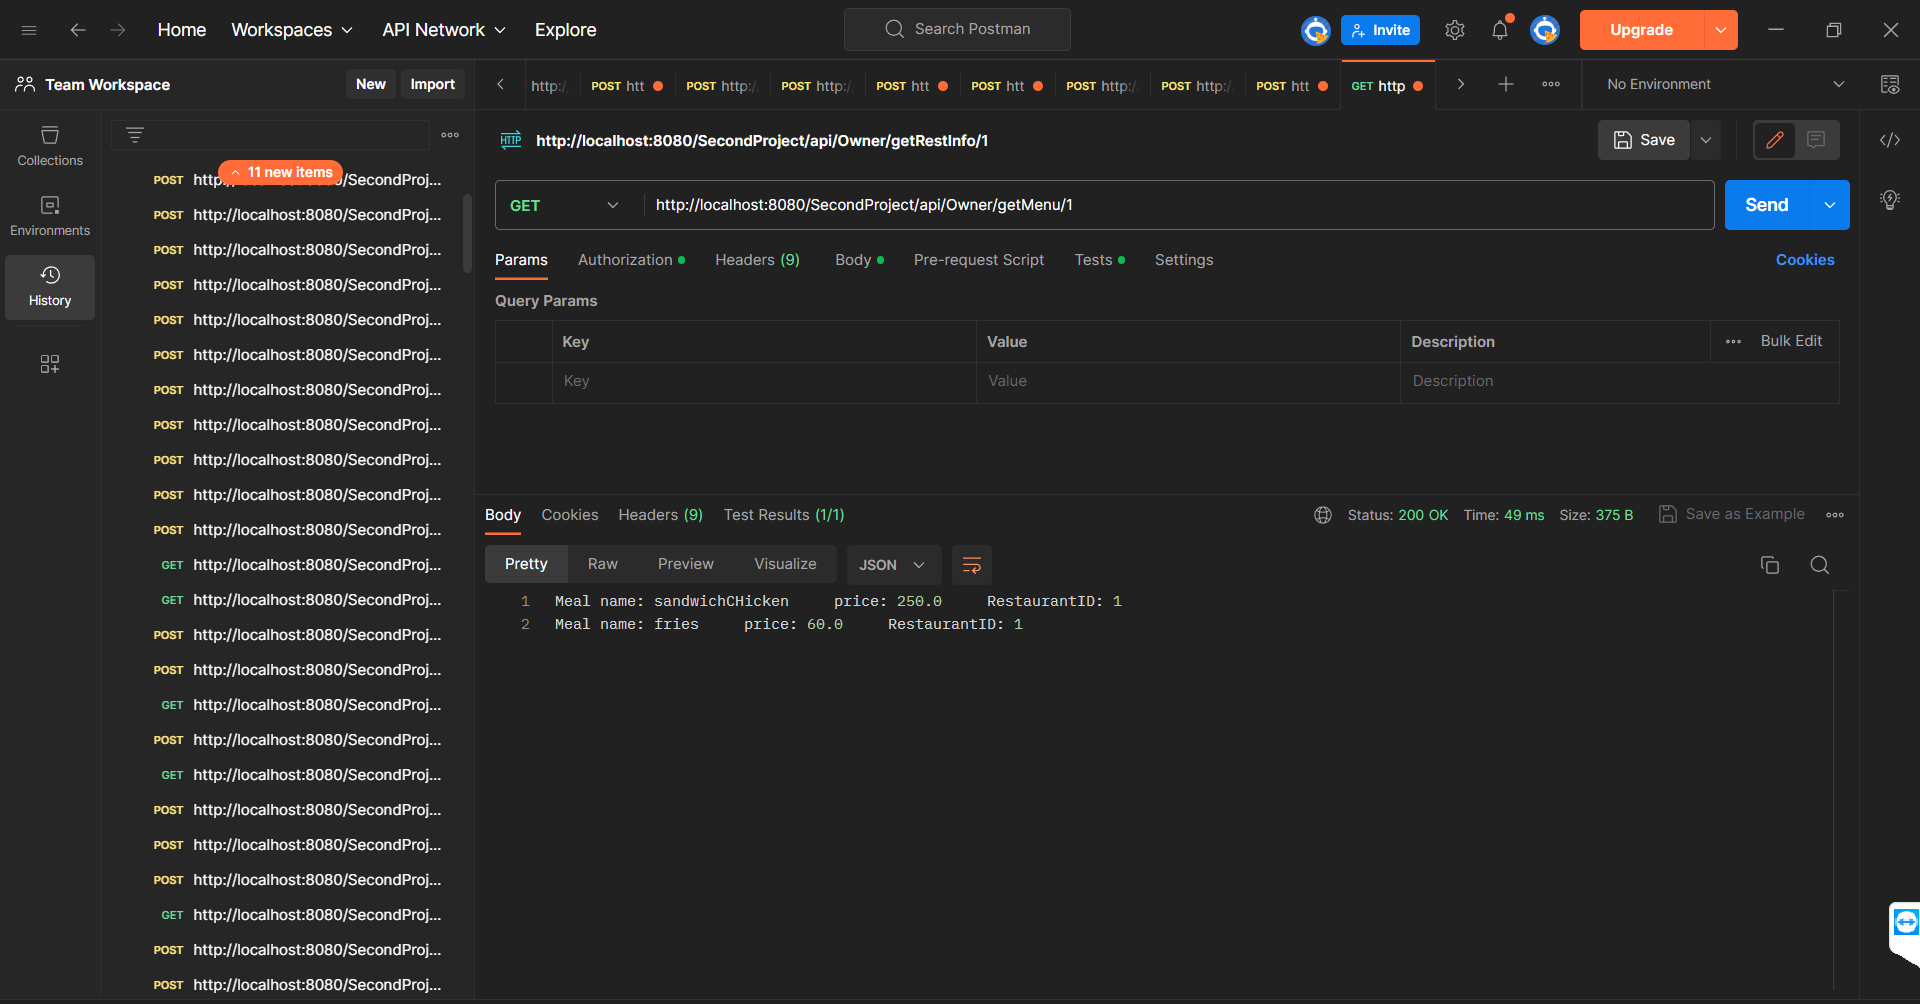 Home Workspaces API Network Explore Search Postman Invite Upgrade
Team Workspace New Import
http:/ POST htt POST http:/ POST http:/ POST htt POST htt POST http:/ POST http:/ POST htt GET http No Environment
Collections
Environments
History
11 new items
POST http://localhost:8080/SecondProj...
POST http://localhost:8080/SecondProj...
POST http://localhost:8080/SecondProj...
POST http://localhost:8080/SecondProj...
POST http://localhost:8080/SecondProj...
POST http://localhost:8080/SecondProj...
POST http://localhost:8080/SecondProj...
POST http://localhost:8080/SecondProj...
POST http://localhost:8080/SecondProj...
POST http://localhost:8080/SecondProj...
POST http://localhost:8080/SecondProj...
GET http://localhost:8080/SecondProj...
GET http://localhost:8080/SecondProj...
POST http://localhost:8080/SecondProj...
POST http://localhost:8080/SecondProj...
GET http://localhost:8080/SecondProj...
POST http://localhost:8080/SecondProj...
GET http://localhost:8080/SecondProj...
POST http://localhost:8080/SecondProj...
POST http://localhost:8080/SecondProj...
POST http://localhost:8080/SecondProj...
GET http://localhost:8080/SecondProj...
POST http://localhost:8080/SecondProj...
POST http://localhost:8080/SecondProj...
HTTP http://localhost:8080/SecondProject/api/Owner/getRestInfo/1 Save
GET http://localhost:8080/SecondProject/api/Owner/getMenu/1 Send
Params Authorization Headers (9) Body Pre-request Script Tests Settings Cookies
Query Params
Key Value Description Bulk Edit
Key Value Description
Body Cookies Headers (9) Test Results (1/1) Status: 200 OK Time: 49 ms Size: 375 B Save as Example
Pretty Raw Preview Visualize JSON
1 Meal name: sandwichCHicken price: 250.0 RestaurantID: 1
2 Meal name: fries price: 60.0 RestaurantID: 1